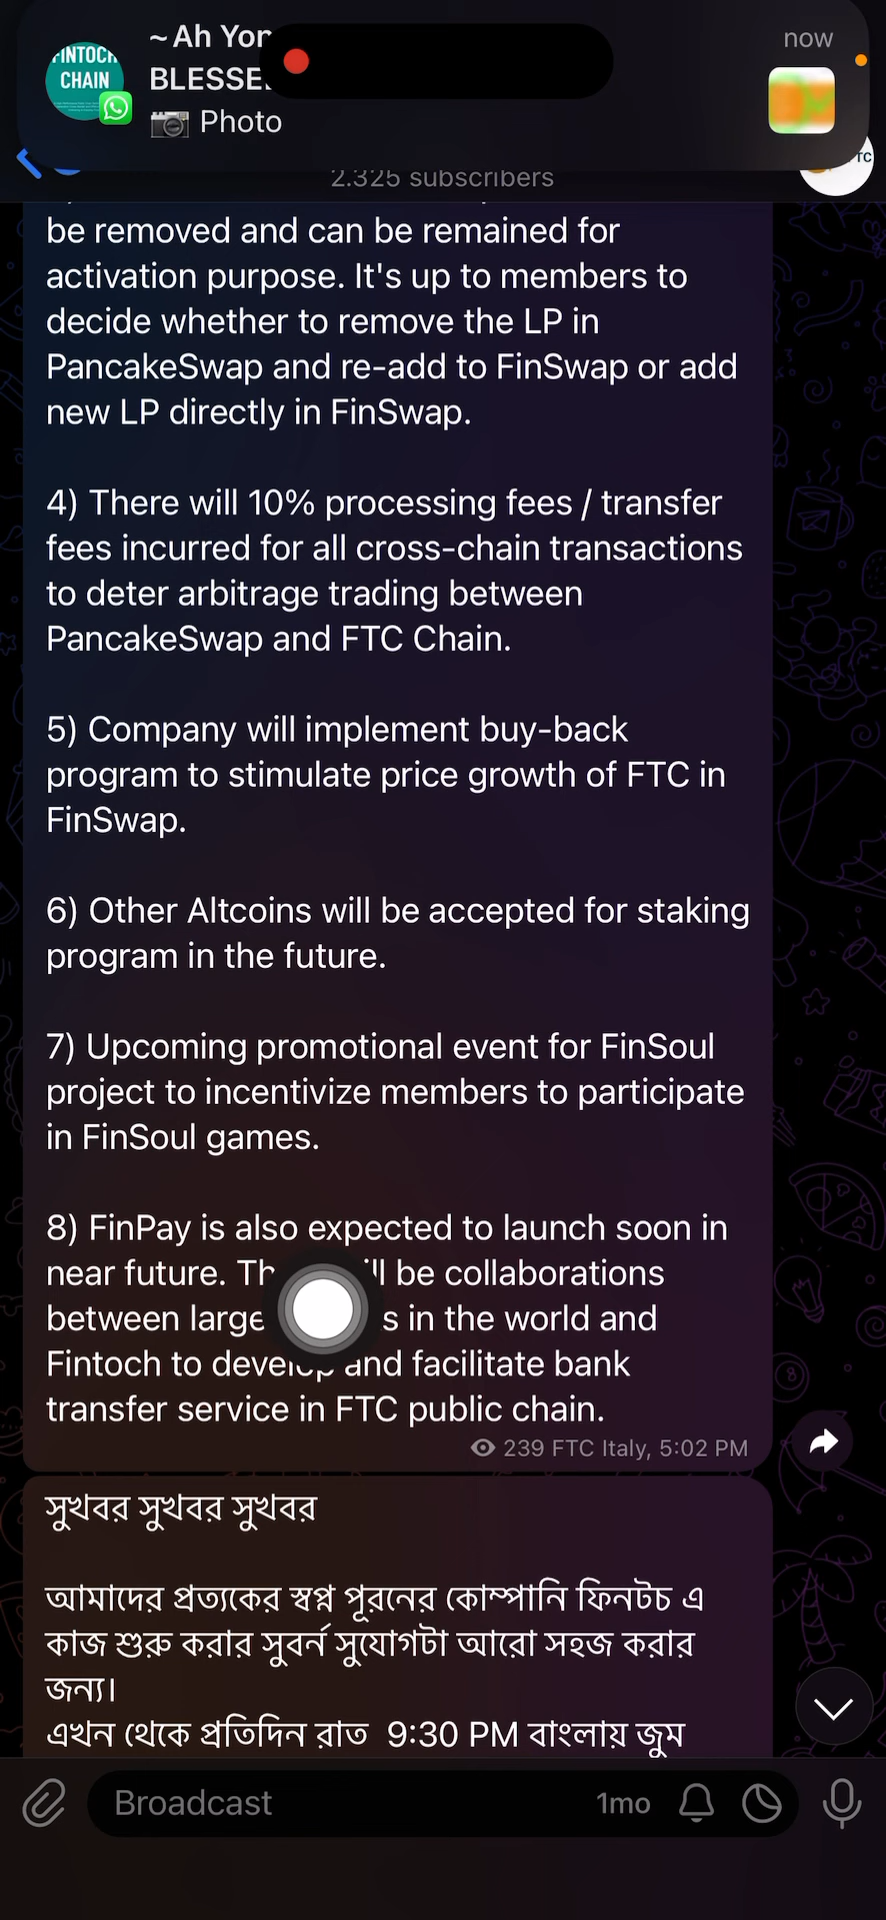 ~ Ah Yon
now
BLESSE
Photo
FINTOCH
CHAIN
TC
2.325 subscribers
be removed and can be remained for
activation purpose. It's up to members to
decide whether to remove the LP in
PancakeSwap and re-add to FinSwap or add
new LP directly in FinSwap.
4) There will 10% processing fees / transfer
fees incurred for all cross-chain transactions
to deter arbitrage trading between
PancakeSwap and FTC Chain.
5) Company will implement buy-back
program to stimulate price growth of FTC in
FinSwap.
6) Other Altcoins will be accepted for staking
program in the future.
7) Upcoming promotional event for FinSoul
project to incentivize members to participate
in FinSoul games.
8) FinPay is also expected to launch soon in
near future. Th ll be collaborations
between large s in the world and
Fintoch to develop and facilitate bank
transfer service in FTC public chain.
239 FTC Italy, 5:02 PM
সুখবর সুখবর সুখবর
আমাদের প্রত্যকের স্বপ্ন পূরনের কোম্পানি ফিনটচ এ
কাজ শুরু করার সুবর্ন সুযোগটা আরো সহজ করার
জন্য।
এখন থেকে প্রতিদিন রাত 9:30 PM বাংলায় জুম
Broadcast
1mo